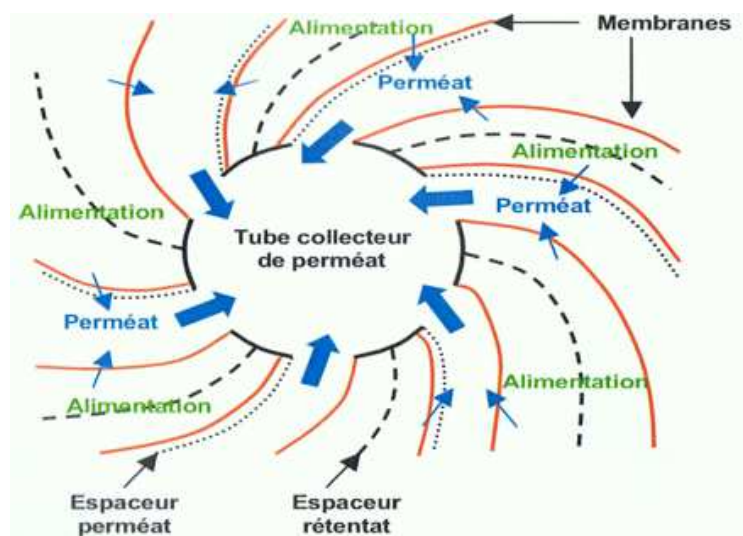 Alimentation
Membranes
Perméat
Alimentation
Perméat
Alimentation
Tube collecteur
de perméat
Perméat
Alimentation
Alimentation
Espaceur
perméat
Espaceur
rétentat